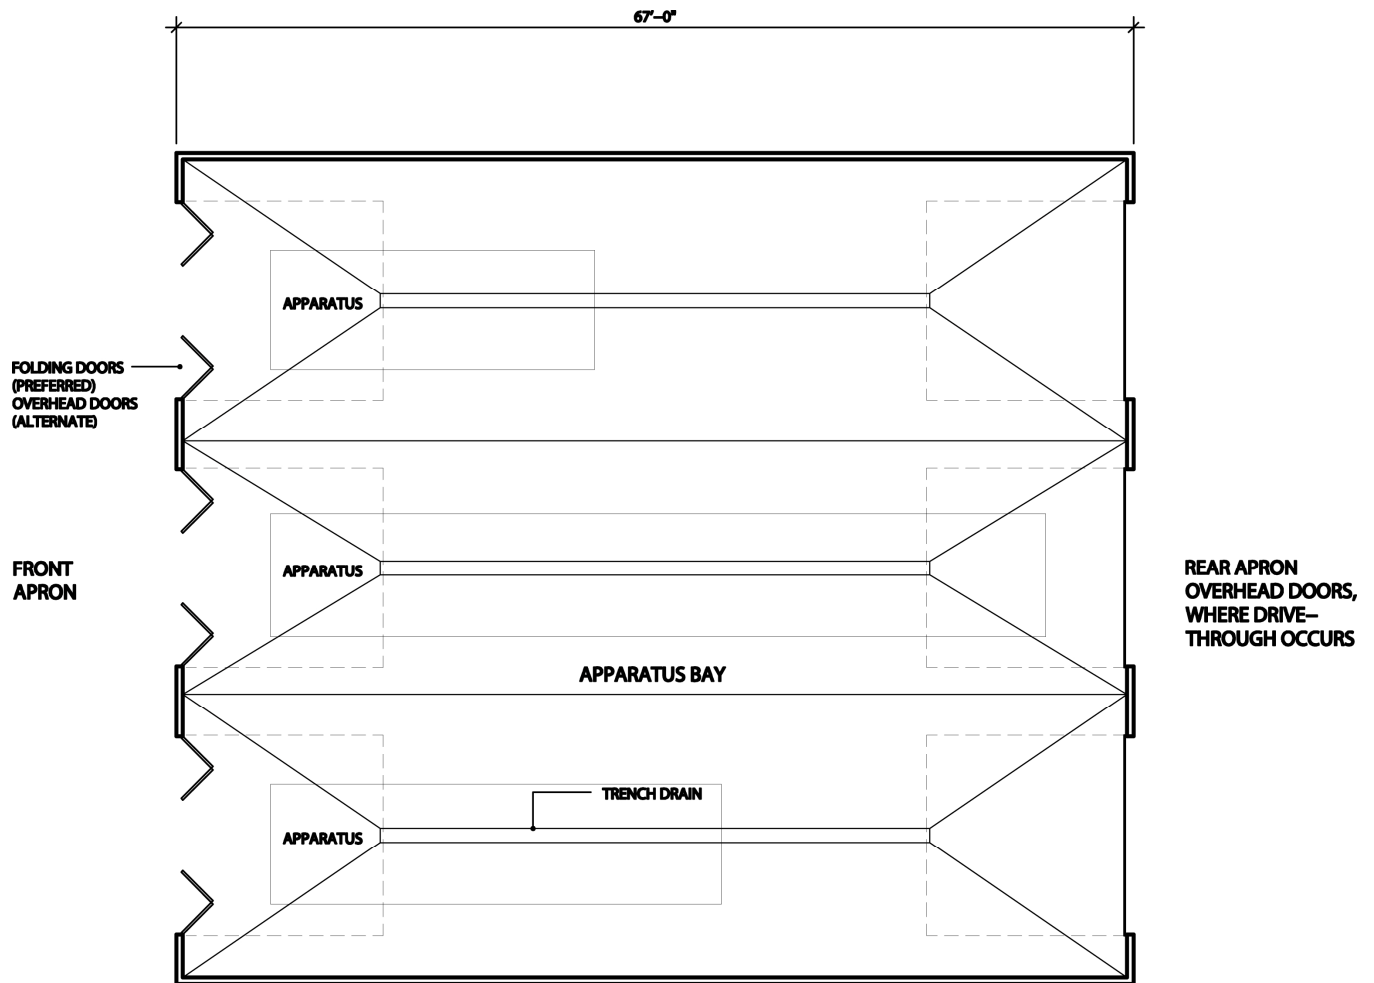 67'–0"
APPARATUS
FOLDING DOORS
(PREFERRED)
OVERHEAD DOORS
(ALTERNATE)
FRONT
APRON
APPARATUS
REAR APRON
OVERHEAD DOORS,
WHERE DRIVE–
THROUGH OCCURS
APPARATUS BAY
TRENCH DRAIN
APPARATUS